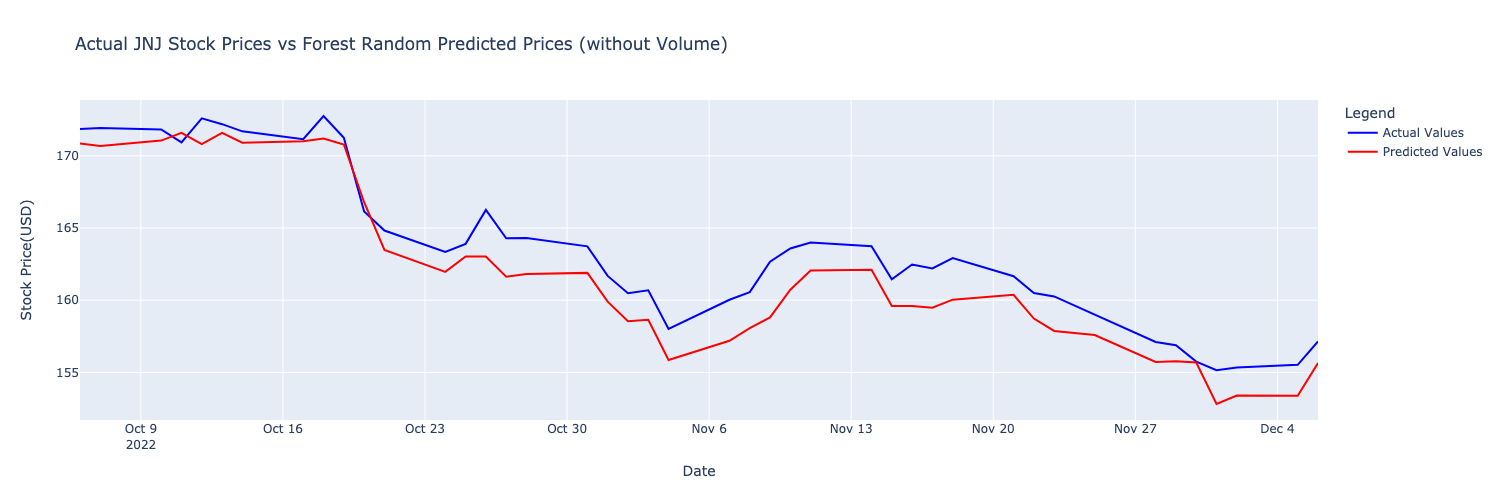 Actual JNJ Stock Prices vs Forest Random Predicted Prices (without Volume)
Legend
Actual Values
Predicted Values
Stock Price(USD)
170
165
160
155
Oct 9
2022
Oct 16
Oct 23
Oct 30
Nov 6
Nov 13
Nov 20
Nov 27
Dec 4
Date